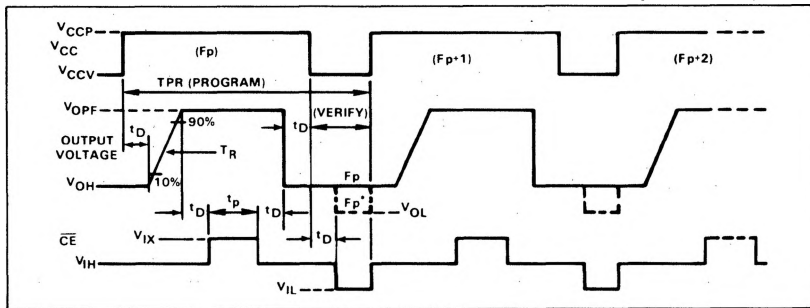 VCCP
VCC
VCCV
(Fp)
(Fp+1)
(Fp+2)
TPR (PROGRAM)
VOPF
90%
tD
(VERIFY)
tD
OUTPUT
VOLTAGE
TR
10%
VOH
Fp
Fp*
VOL
tD
tp
tD
tD
CE
VIX
VIH
VIL